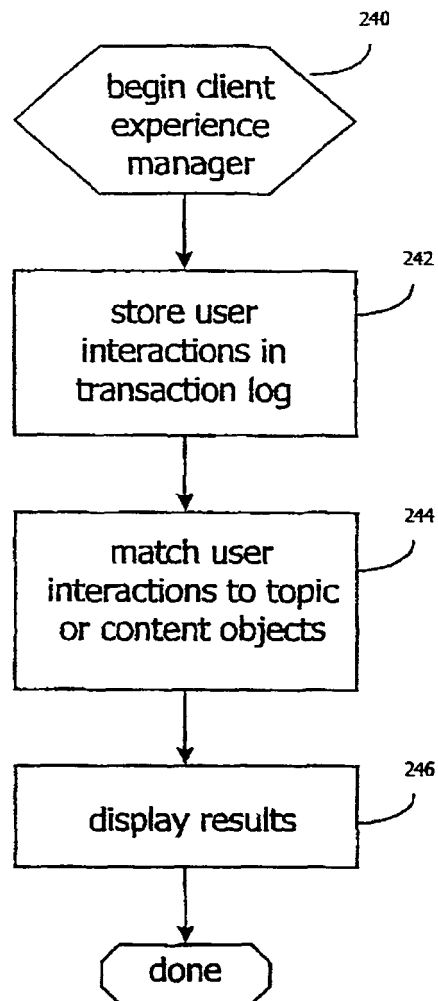 240
begin client
experience
manager
242
store user
interactions in
transaction log
244
match user
interactions to topic
or content objects
246
display results
done